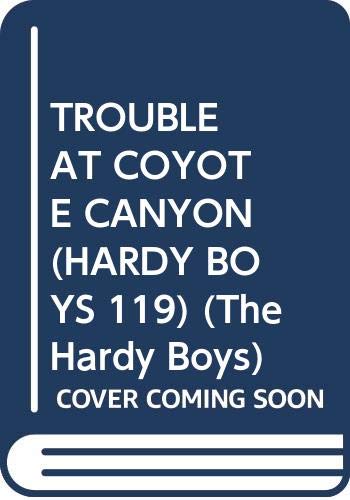 TROUBLE
AT COYOT
E CANYON
(HARDY BO
YS 119) (The
Hardy Boys)
COVER COMING SOON